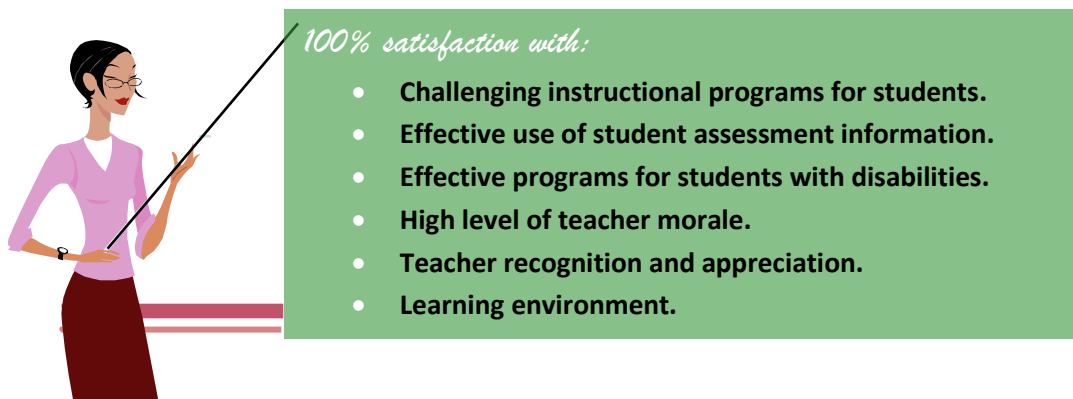 100% satisfaction with:
• Challenging instructional programs for students.
• Effective use of student assessment information.
• Effective programs for students with disabilities.
• High level of teacher morale.
• Teacher recognition and appreciation.
• Learning environment.